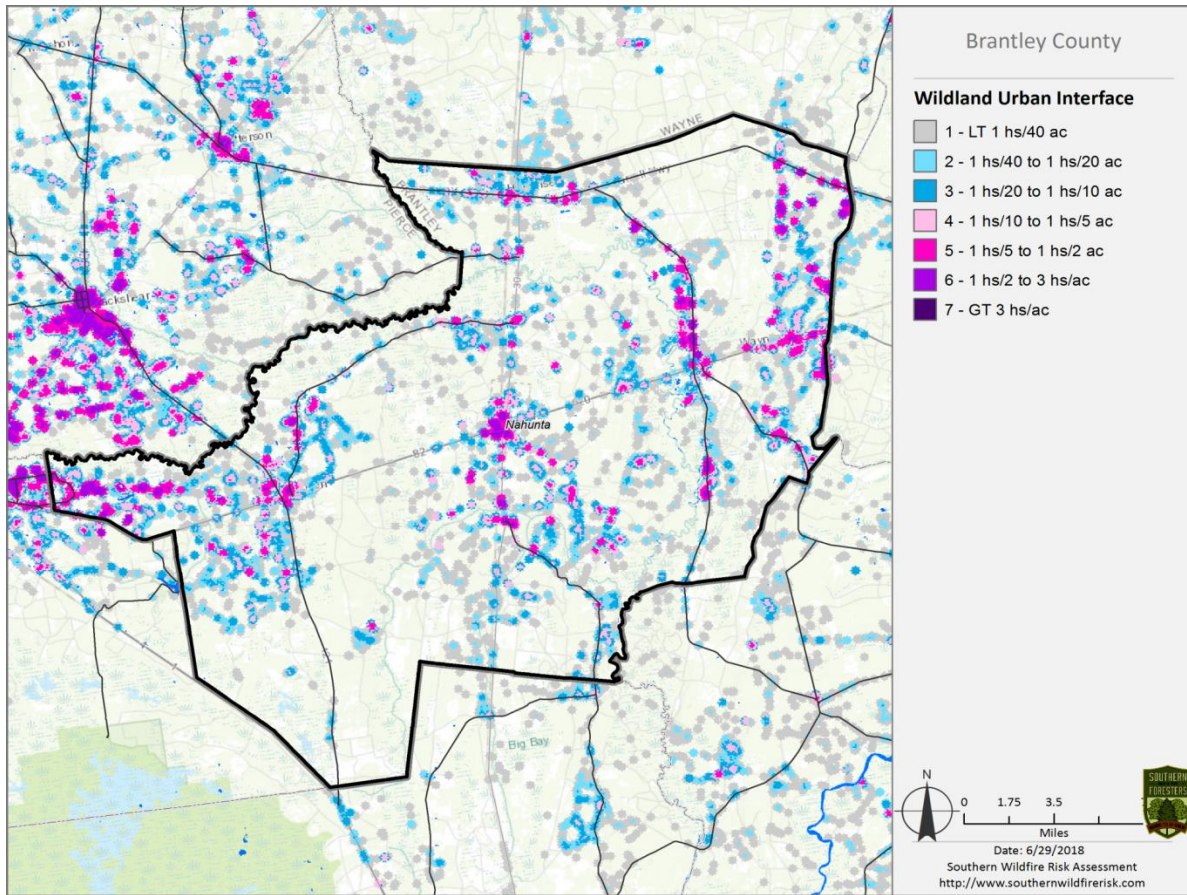 Brantley County
Wildland Urban Interface
1 - LT 1 hs/40 ac
2 - 1 hs/40 to 1 hs/20 ac
3 - 1 hs/20 to 1 hs/10 ac
4 - 1 hs/10 to 1 hs/5 ac
5 - 1 hs/5 to 1 hs/2 ac
6 - 1 hs/2 to 3 hs/ac
7 - GT 3 hs/ac
WAYNE
BRANTLEY
PIERCE
Nahunta
82
Big Bay
N
0 1.75 3.5
Miles
Date: 6/29/2018
Southern Wildfire Risk Assessment
http://www.southernwildfirerisk.com
SOUTHERN
FORESTERS